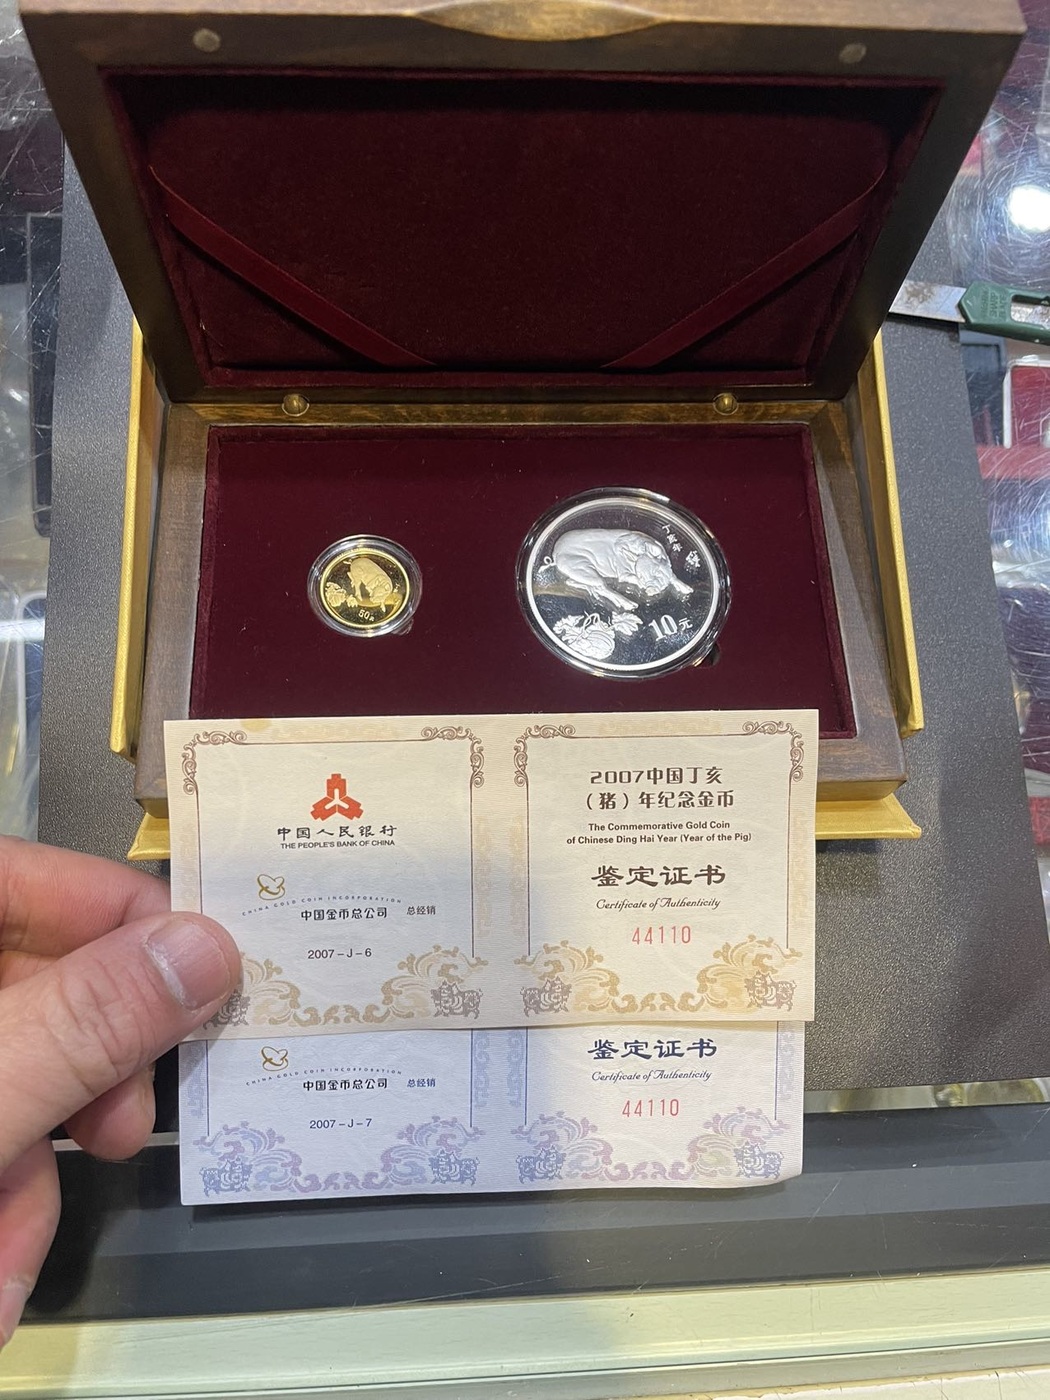 丁亥年
10元
50元
中国人民银行
THE PEOPLE'S BANK OF CHINA
CHINA GOLD COIN INCORPORATION
中国金币总公司 总经销
2007-J-6
2007中国丁亥
（猪）年纪念金币
The Commemorative Gold Coin
of Chinese Ding Hai Year (Year of the Pig)
鉴定证书
Certificate of Authenticity
44110
CHINA GOLD COIN INCORPORATION
中国金币总公司 总经销
2007-J-7
鉴定证书
Certificate of Authenticity
44110